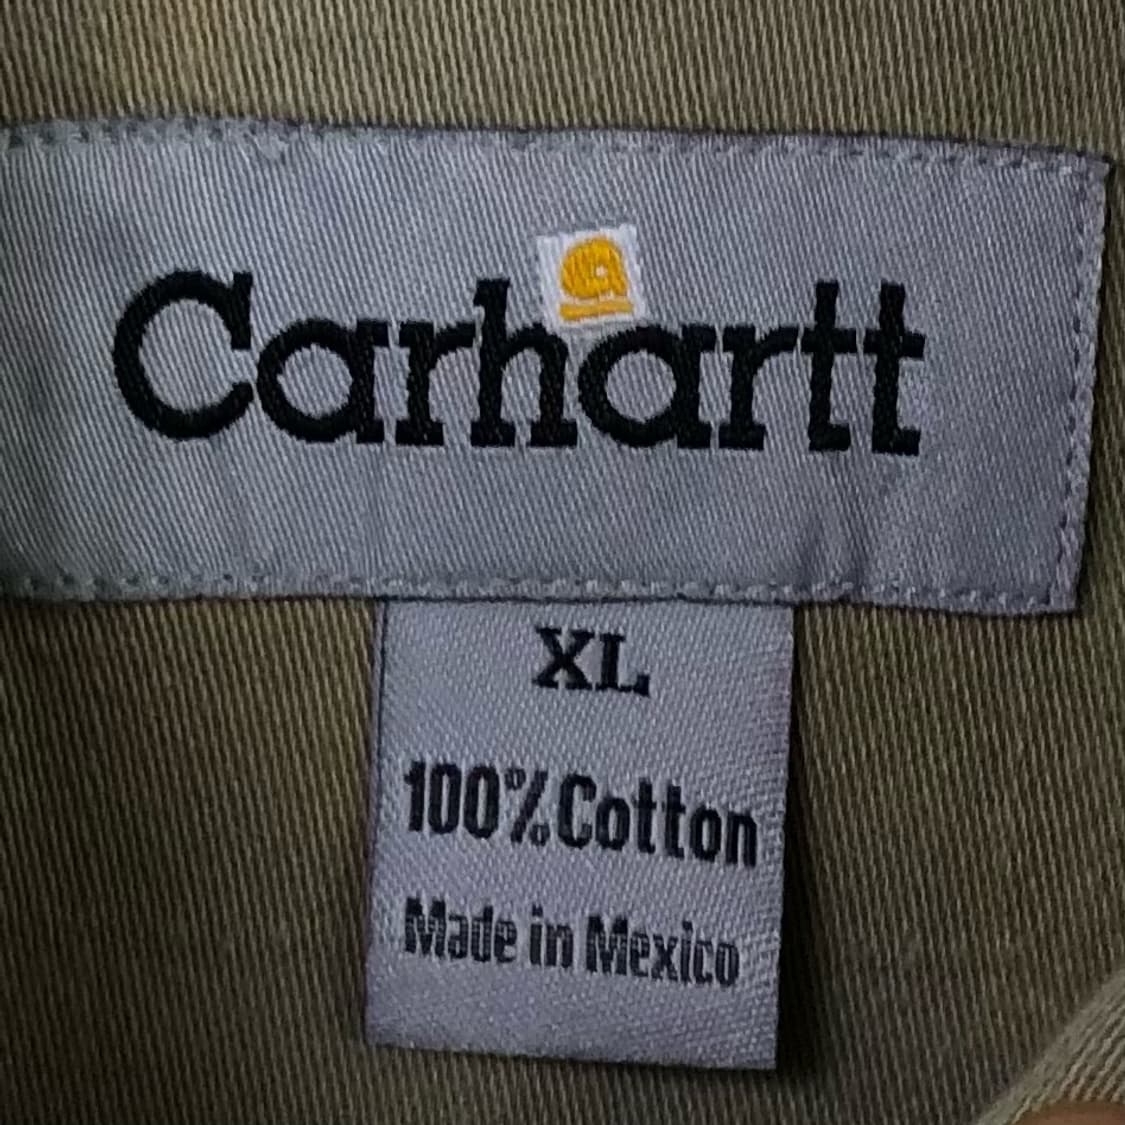 Carhartt
XL
100% Cotton
Made in Mexico